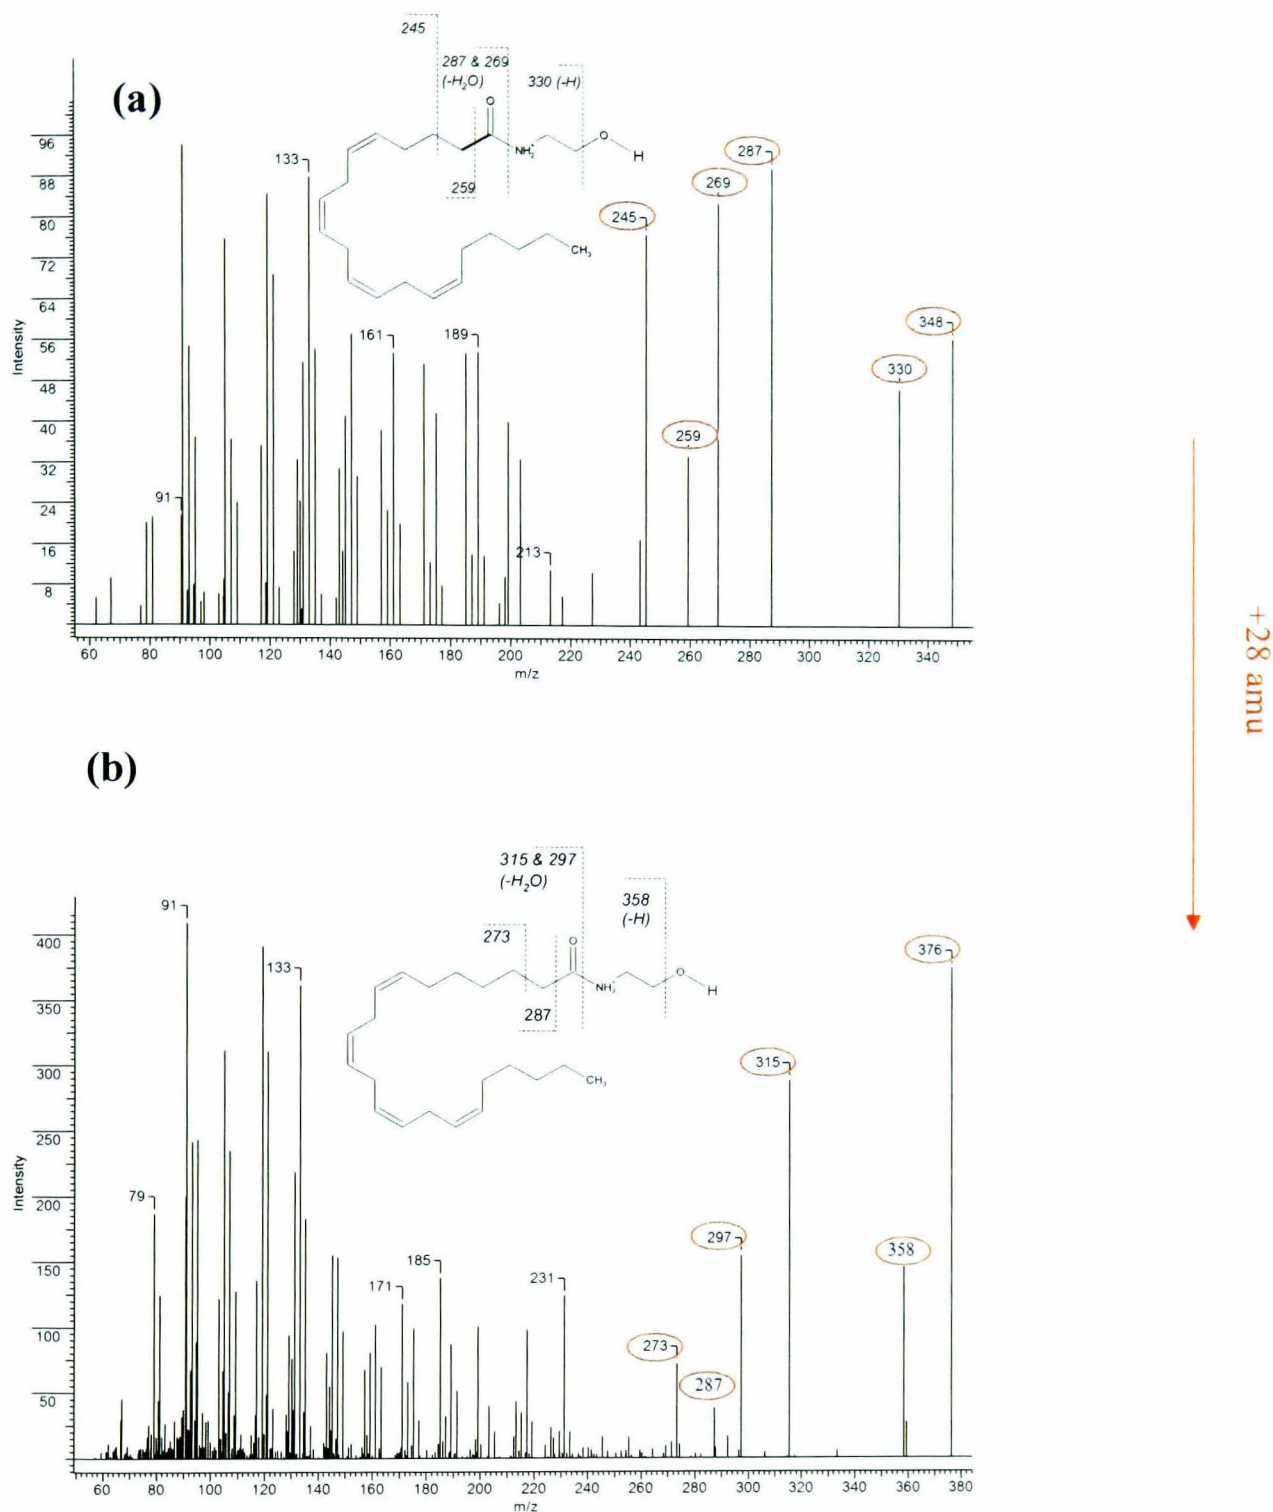 (a)
245
287 & 269
(-H₂O)
330 (-H)
O
NH₂⁺
O
H
259
CH₃
133
161
189
91
213
245
259
269
287
330
348
Intensity
96
88
80
72
64
56
48
40
32
24
16
8
60 80 100 120 140 160 180 200 220 240 260 280 300 320 340
m/z
+28 amu
(b)
315 & 297
(-H₂O)
358
(-H)
273
O
NH₂⁺
O
H
287
CH₃
91
133
79
171
185
231
273
287
297
315
358
376
Intensity
400
350
300
250
200
150
100
50
60 80 100 120 140 160 180 200 220 240 260 280 300 320 340 360 380
m/z